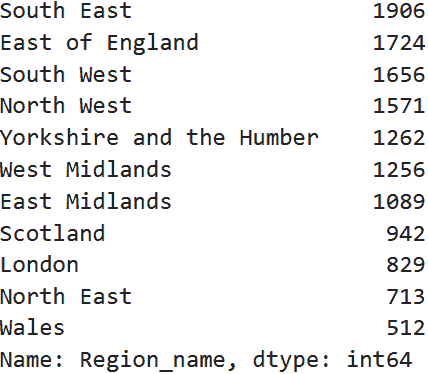 South East 1906
East of England 1724
South West 1656
North West 1571
Yorkshire and the Humber 1262
West Midlands 1256
East Midlands 1089
Scotland 942
London 829
North East 713
Wales 512
Name: Region_name, dtype: int64